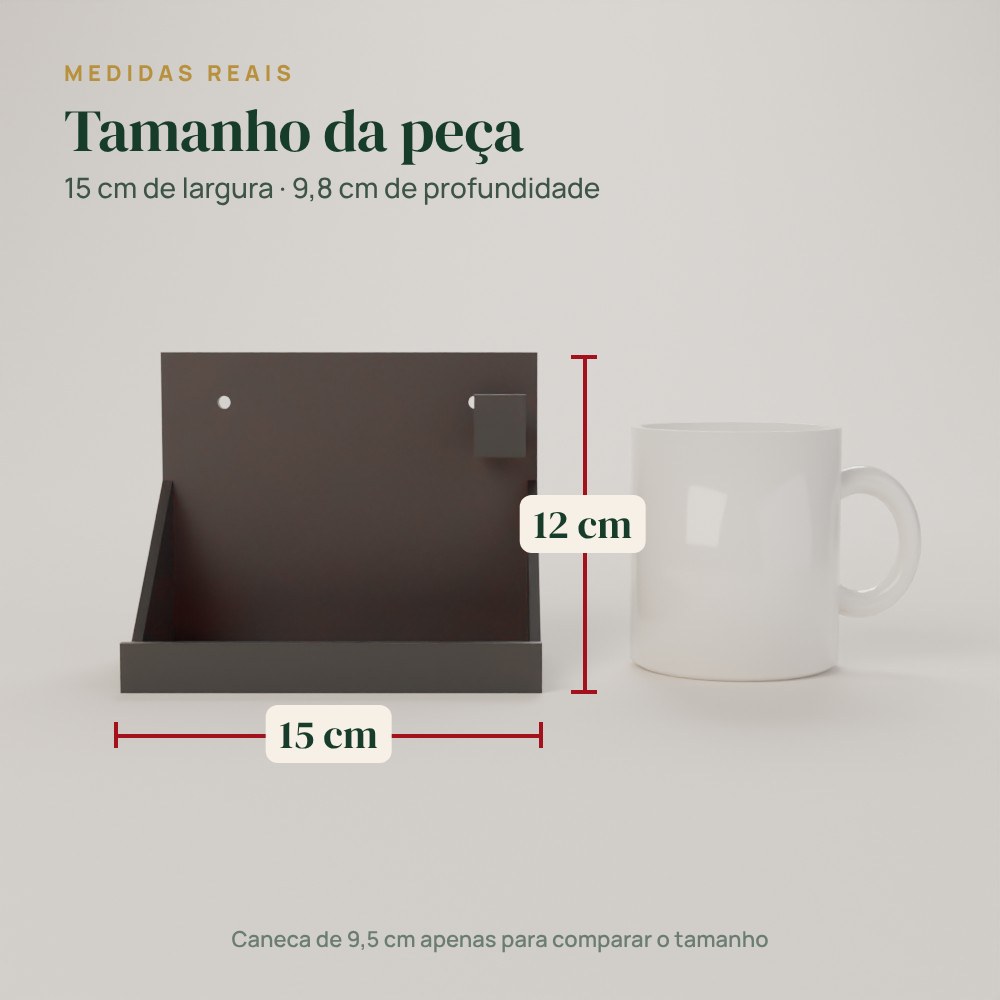 MEDIDAS REAIS
Tamanho da peça
15 cm de largura · 9,8 cm de profundidade
12 cm
15 cm
Caneca de 9,5 cm apenas para comparar o tamanho